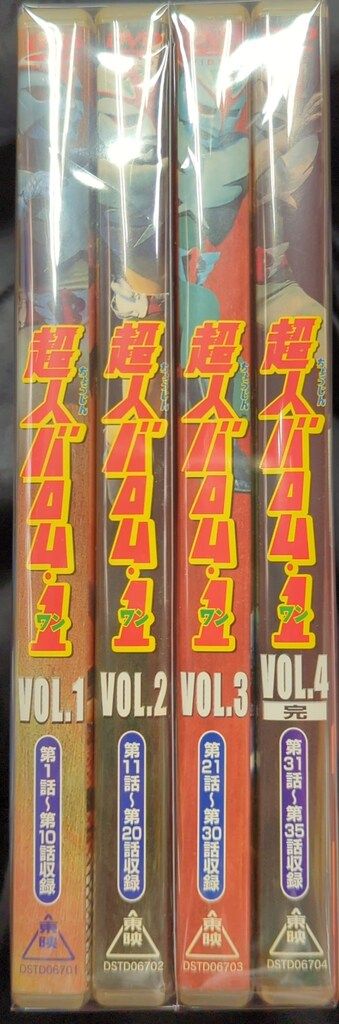 超人バロム・1
ちょうじん
ワン
VOL.1
第1話~第10話収録
東映
DSTD06701
超人バロム・1
ちょうじん
ワン
VOL.2
第11話~第20話収録
東映
DSTD06702
超人バロム・1
ちょうじん
ワン
VOL.3
第21話~第30話収録
東映
DSTD06703
超人バロム・1
ちょうじん
ワン
VOL.4
完
第31話~第35話収録
東映
DSTD06704